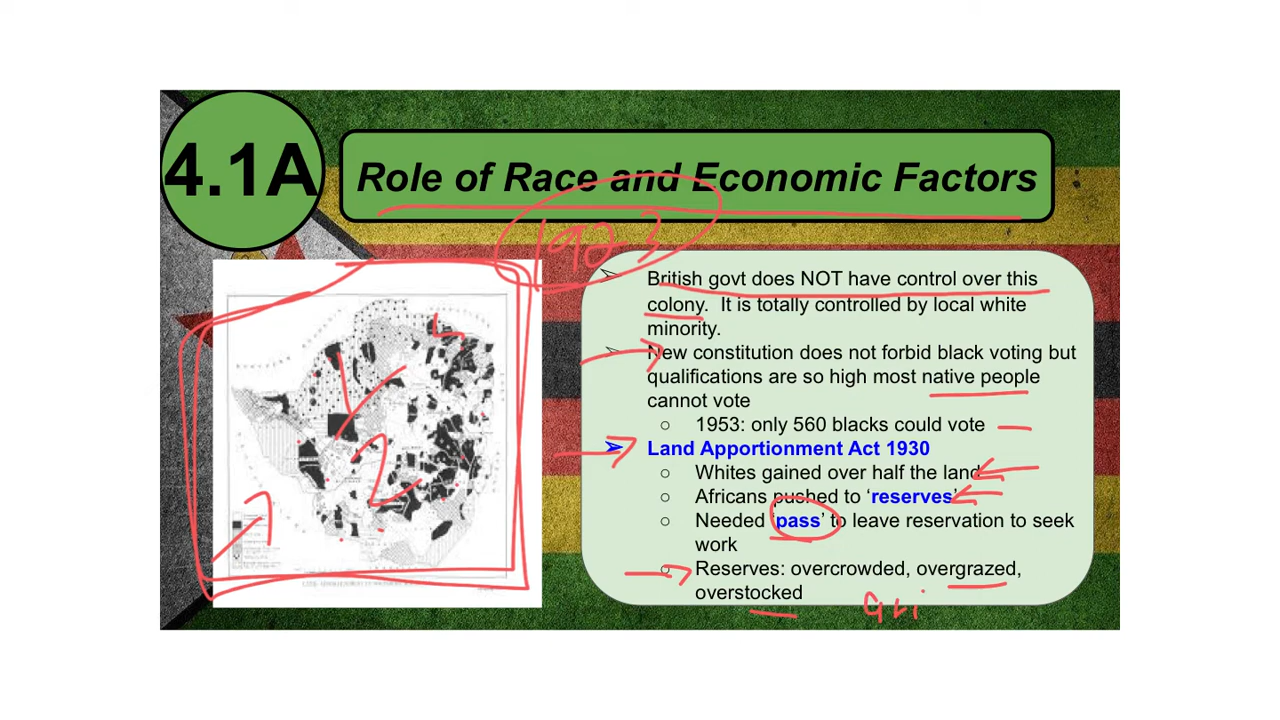 4.1A
Role of Race and Economic Factors
1923
➢ British govt does NOT have control over this
colony. It is totally controlled by local white
minority.
➢ New constitution does not forbid black voting but
qualifications are so high most native people
cannot vote
○ 1953: only 560 blacks could vote
➢ Land Apportionment Act 1930
○ Whites gained over half the land
○ Africans pushed to ‘reserves’
○ Needed ‘pass’ to leave reservation to seek
work
○ Reserves: overcrowded, overgrazed,
overstocked